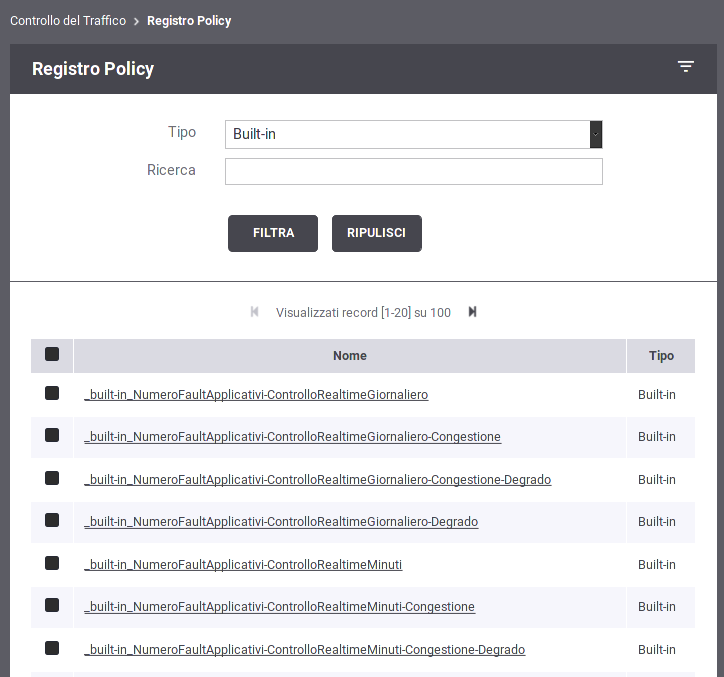 Controllo del Traffico > Registro Policy
Registro Policy
Tipo Built-in
Ricerca
FILTRA RIPULISCI
Visualizzati record [1-20] su 100
Nome Tipo
_built-in_NumeroFaultApplicativi-ControlloRealtimeGiornaliero Built-in
_built-in_NumeroFaultApplicativi-ControlloRealtimeGiornaliero-Congestione Built-in
_built-in_NumeroFaultApplicativi-ControlloRealtimeGiornaliero-Congestione-Degrado Built-in
_built-in_NumeroFaultApplicativi-ControlloRealtimeGiornaliero-Degrado Built-in
_built-in_NumeroFaultApplicativi-ControlloRealtimeMinuti Built-in
_built-in_NumeroFaultApplicativi-ControlloRealtimeMinuti-Congestione Built-in
_built-in_NumeroFaultApplicativi-ControlloRealtimeMinuti-Congestione-Degrado Built-in